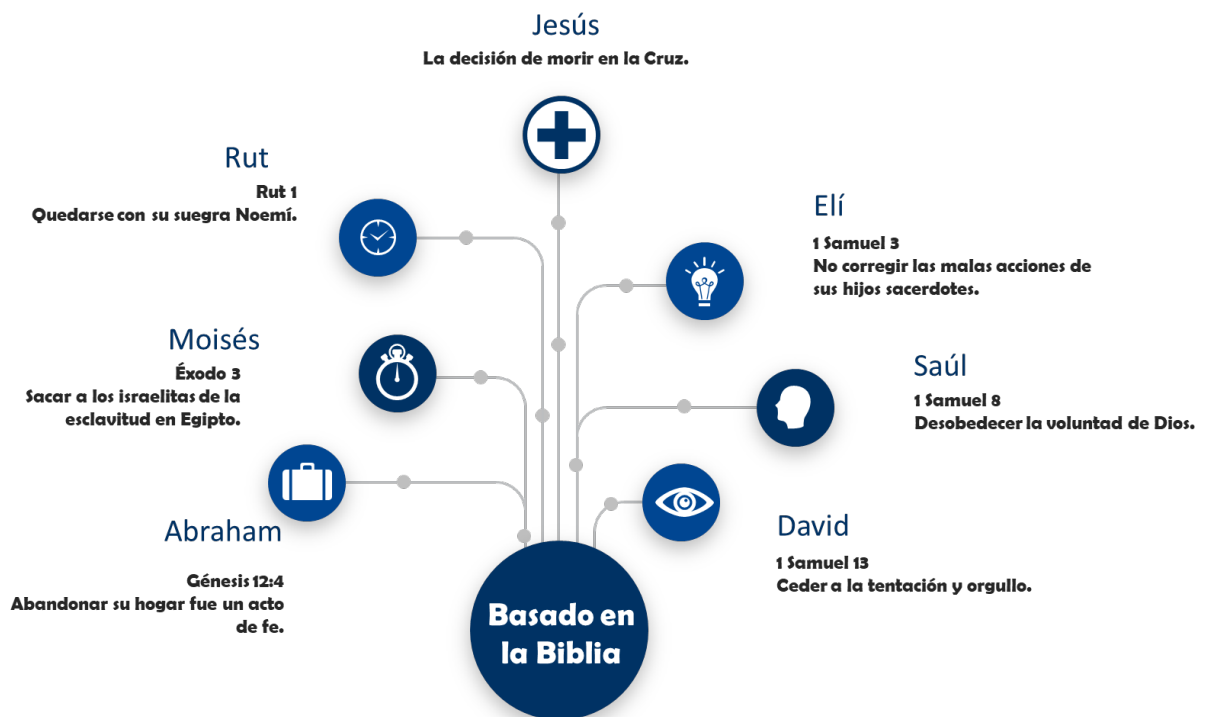 Jesús
La decisión de morir en la Cruz.
Rut
Rut 1
Quedarse con su suegra Noemí.
Elí
1 Samuel 3
No corregir las malas acciones de
sus hijos sacerdotes.
Moisés
Éxodo 3
Sacar a los israelitas de la
esclavitud en Egipto.
Saúl
1 Samuel 8
Desobedecer la voluntad de Dios.
Abraham
Génesis 12:4
Abandonar su hogar fue un acto
de fe.
David
1 Samuel 13
Ceder a la tentación y orgullo.
Basado en
la Biblia